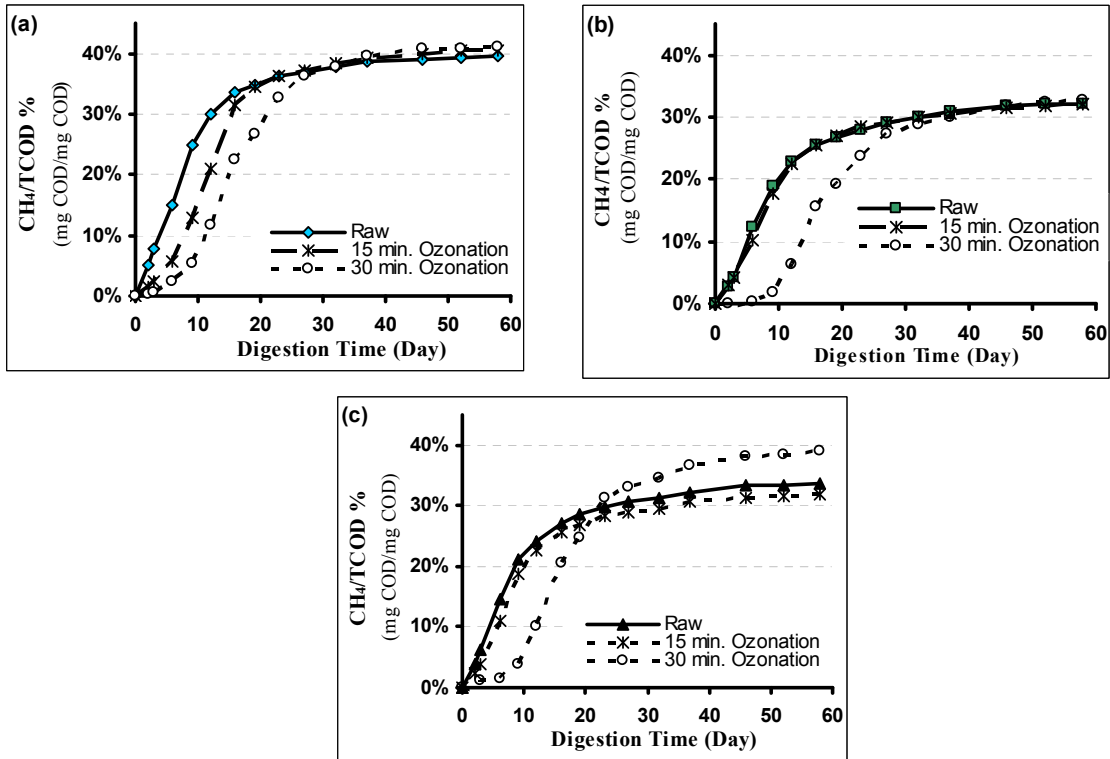 (a)
40%
30%
20%
10%
0%
CH4/TCOD %
(mg COD/mg COD)
Raw
15 min. Ozonation
30 min. Ozonation
0 10 20 30 40 50 60
Digestion Time (Day)
(b)
40%
30%
20%
10%
0%
CH4/TCOD %
(mg COD/mg COD)
Raw
15 min. Ozonation
30 min. Ozonation
0 10 20 30 40 50 60
Digestion Time (Day)
(c)
40%
30%
20%
10%
0%
CH4/TCOD %
(mg COD/mg COD)
Raw
15 min. Ozonation
30 min. Ozonation
0 10 20 30 40 50 60
Digestion Time (Day)